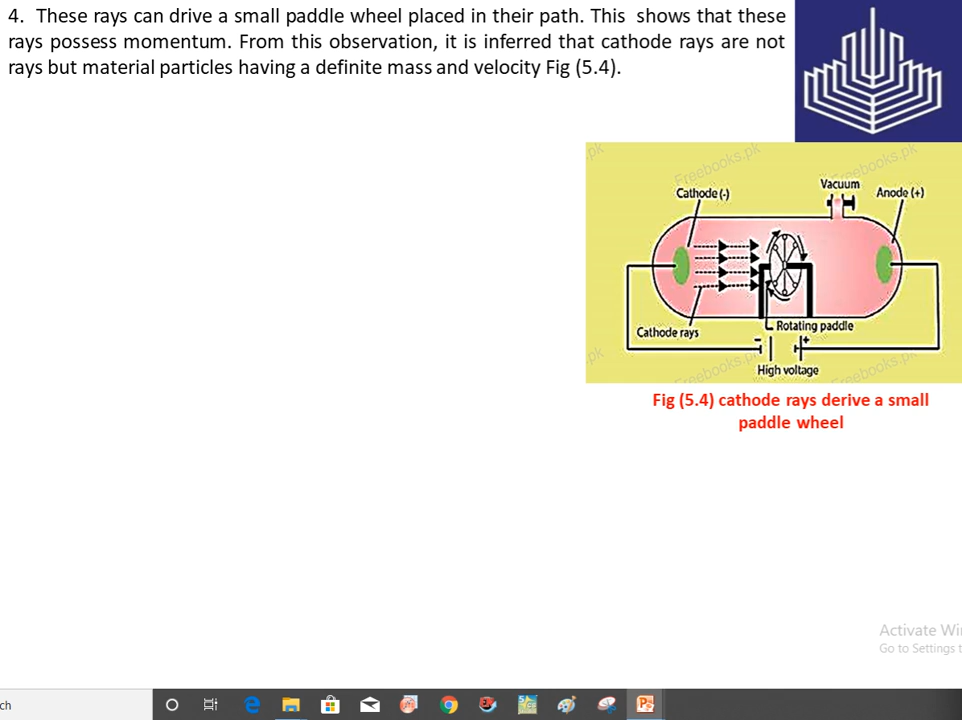 4. These rays can drive a small paddle wheel placed in their path. This shows that these
rays possess momentum. From this observation, it is inferred that cathode rays are not
rays but material particles having a definite mass and velocity Fig (5.4).
Freebooks.pk
Cathode (-)
Vacuum
Anode (+)
Cathode rays
Rotating paddle
- +
High voltage
Fig (5.4) cathode rays derive a small
paddle wheel
Activate Wi
Go to Settings t
ch